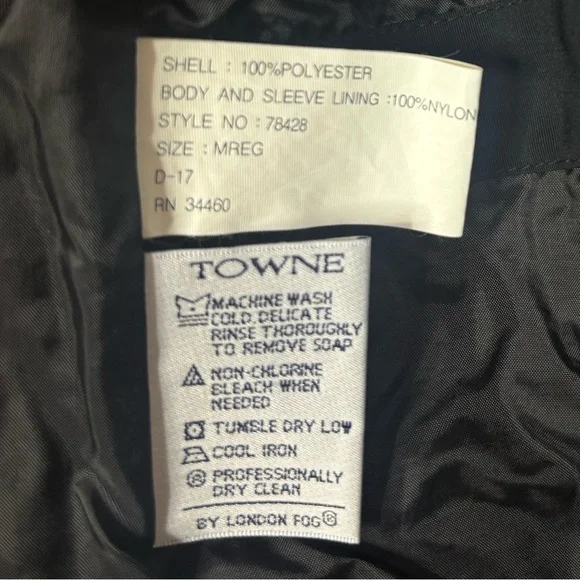 SHELL : 100%POLYESTER
BODY AND SLEEVE LINING :100%NYLON
STYLE NO : 78428
SIZE : MREG
D-17
RN 34460
TOWNE
MACHINE WASH
COLD.DELICATE
RINSE THOROUGHLY
TO REMOVE SOAP
NON-CHLORINE
BLEACH WHEN
NEEDED
TUMBLE DRY LOW
COOL IRON
PROFESSIONALLY
DRY CLEAN
BY LONDON FOG®